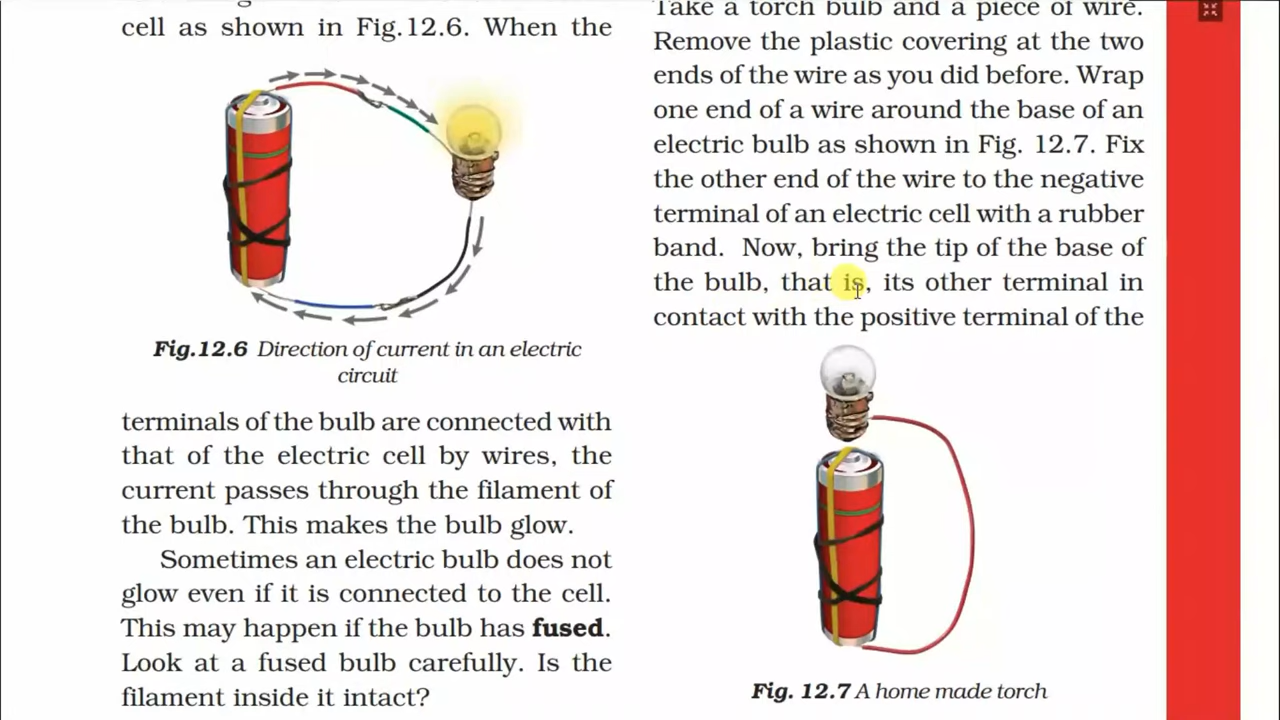 cell as shown in Fig.12.6. When the
Fig.12.6 Direction of current in an electric
circuit
terminals of the bulb are connected with
that of the electric cell by wires, the
current passes through the filament of
the bulb. This makes the bulb glow.
Sometimes an electric bulb does not
glow even if it is connected to the cell.
This may happen if the bulb has fused.
Look at a fused bulb carefully. Is the
filament inside it intact?
Take a torch bulb and a piece of wire.
Remove the plastic covering at the two
ends of the wire as you did before. Wrap
one end of a wire around the base of an
electric bulb as shown in Fig. 12.7. Fix
the other end of the wire to the negative
terminal of an electric cell with a rubber
band. Now, bring the tip of the base of
the bulb, that is, its other terminal in
contact with the positive terminal of the
Fig. 12.7 A home made torch